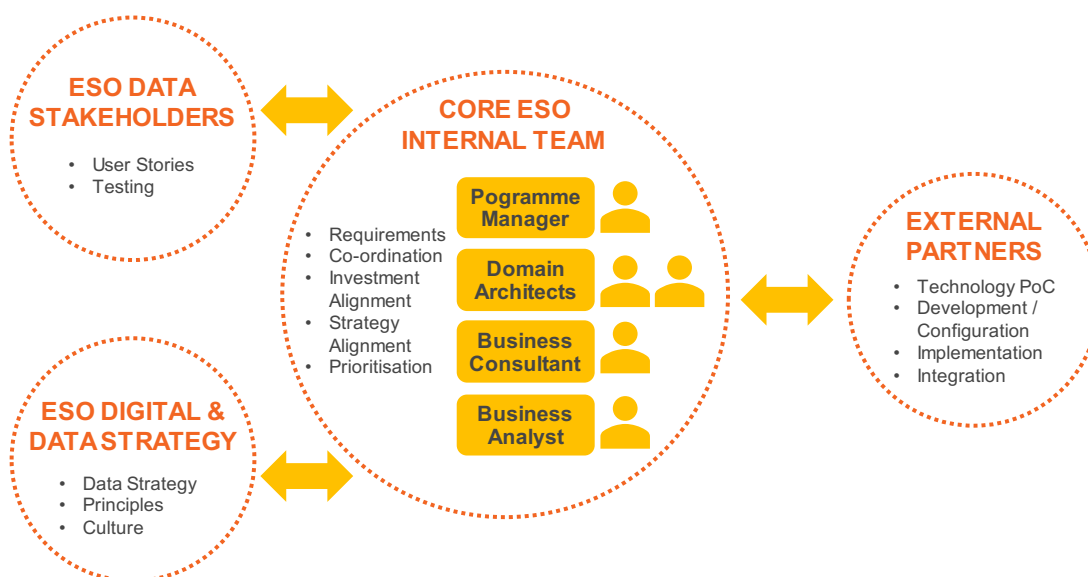 ESO DATA
STAKEHOLDERS
• User Stories
• Testing
ESO DIGITAL &
DATA STRATEGY
• Data Strategy
• Principles
• Culture
CORE ESO
INTERNAL TEAM
• Requirements
• Co-ordination
• Investment
Alignment
• Strategy
Alignment
• Prioritisation
Pogramme
Manager
Domain
Architects
Business
Consultant
Business
Analyst
EXTERNAL
PARTNERS
• Technology PoC
• Development /
Configuration
• Implementation
• Integration